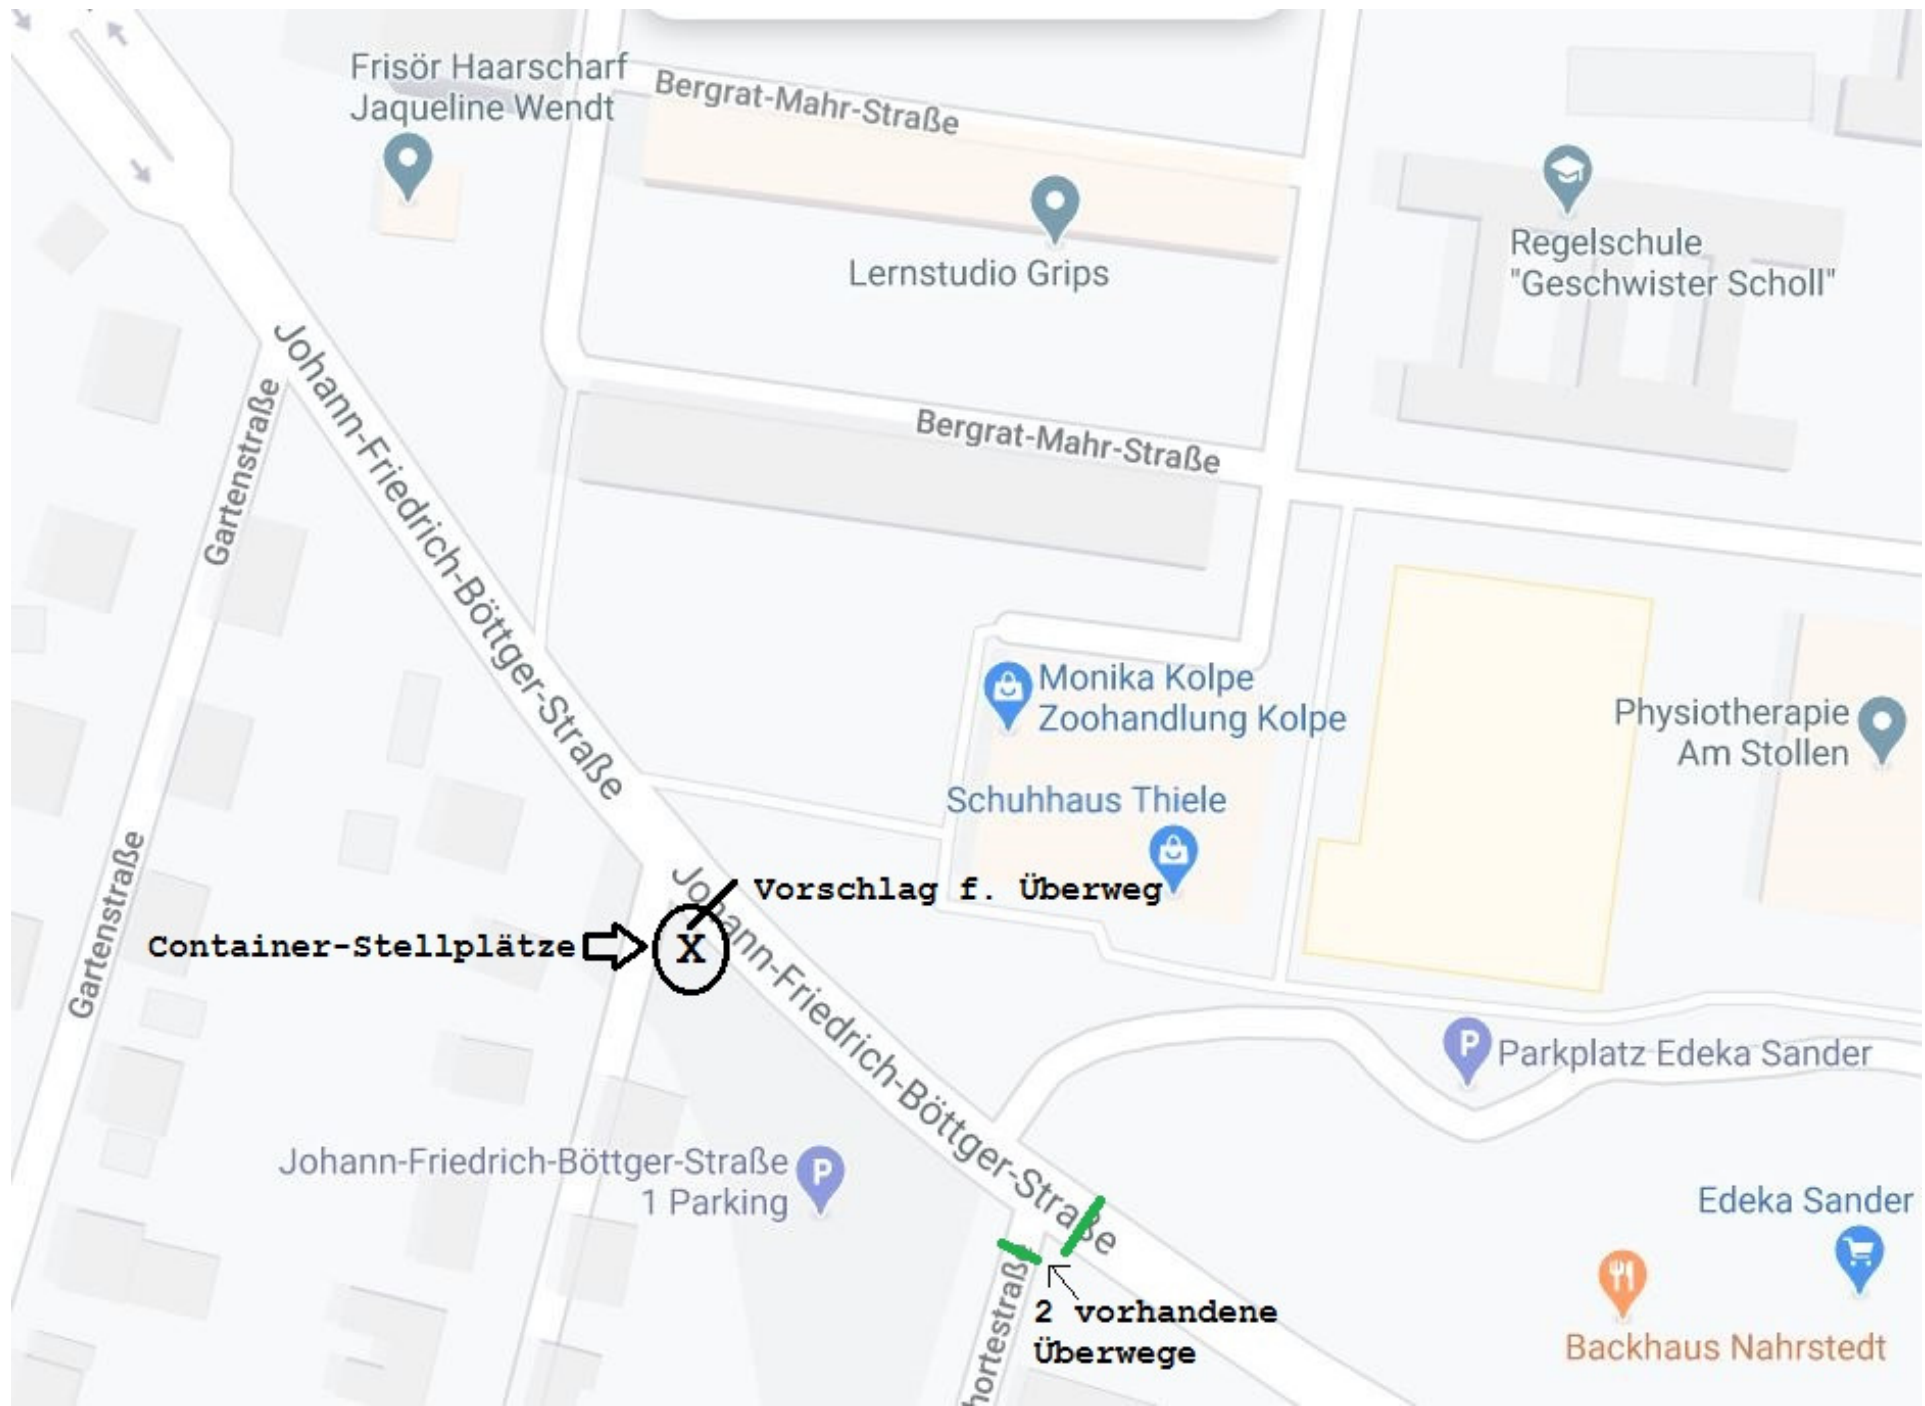 Frisör Haarscharf
Jaqueline Wendt
Bergrat-Mahr-Straße
Lernstudio Grips
Regelschule
"Geschwister Scholl"
Johann-Friedrich-Böttger-Straße
Gartenstraße
Bergrat-Mahr-Straße
Monika Kolpe
Zoohandlung Kolpe
Physiotherapie
Am Stollen
Schuhhaus Thiele
Gartenstraße
Vorschlag f. Überweg
Container-Stellplätze
X
Johann-Friedrich-Böttger-Straße
P
Parkplatz Edeka Sander
Johann-Friedrich-Böttger-Straße
1 Parking
P
Edeka Sander
hortestraße
2 vorhandene
Überwege
Backhaus Nahrstedt